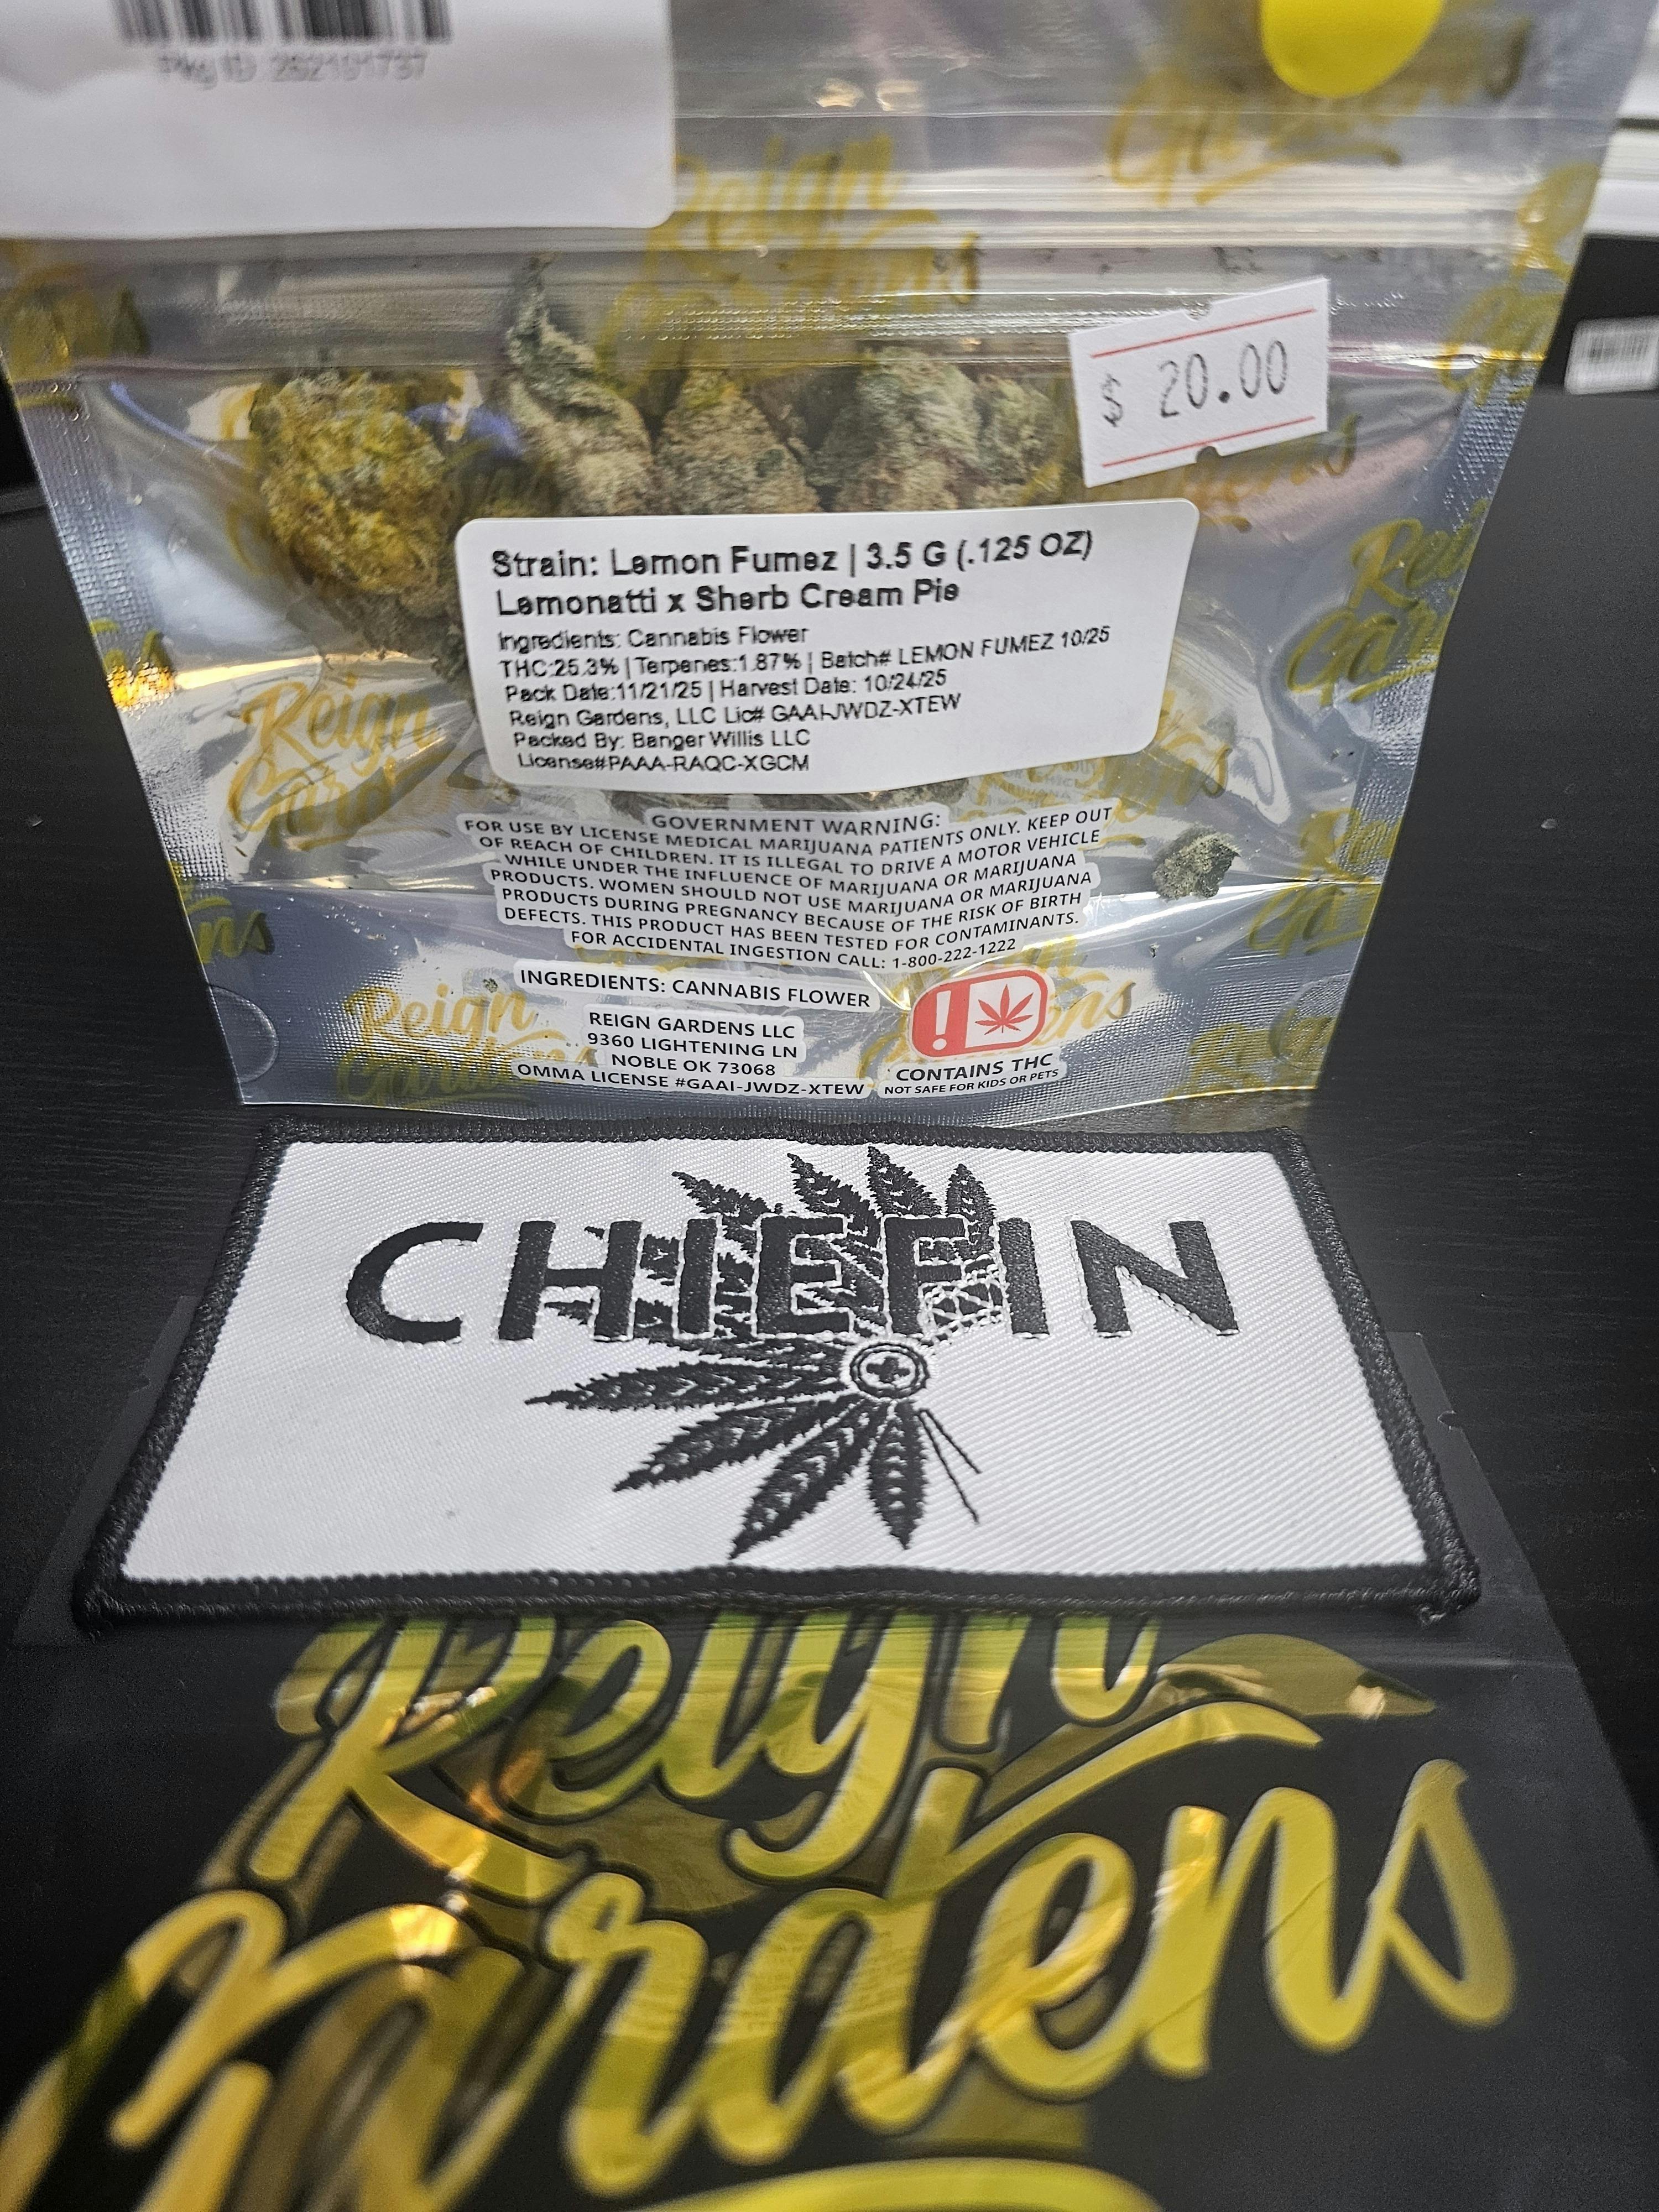 Pkg ID: 262191737
$ 20.00
Strain: Lemon Fumez | 3.5 G (.125 OZ)
Lemonatti x Sherb Cream Pie
Ingredients: Cannabis Flower
THC:25.3% | Terpenes:1.87% | Batch# LEMON FUMEZ 10/25
Pack Date:11/21/25 | Harvest Date: 10/24/25
Reign Gardens, LLC Lic# GAAI-JWDZ-XTEW
Packed By: Banger Willis LLC
License#PAAA-RAQC-XGCM
Reign
Gardens
GOVERNMENT WARNING:
FOR USE BY LICENSE MEDICAL MARIJUANA PATIENTS ONLY. KEEP OUT
OF REACH OF CHILDREN. IT IS ILLEGAL TO DRIVE A MOTOR VEHICLE
WHILE UNDER THE INFLUENCE OF MARIJUANA OR MARIJUANA
PRODUCTS. WOMEN SHOULD NOT USE MARIJUANA OR MARIJUANA
PRODUCTS DURING PREGNANCY BECAUSE OF THE RISK OF BIRTH
DEFECTS. THIS PRODUCT HAS BEEN TESTED FOR CONTAMINANTS.
FOR ACCIDENTAL INGESTION CALL: 1-800-222-1222
INGREDIENTS: CANNABIS FLOWER
REIGN GARDENS LLC
9360 LIGHTENING LN
NOBLE OK 73068
OMMA LICENSE #GAAI-JWDZ-XTEW
!
CONTAINS THC
NOT SAFE FOR KIDS OR PETS
CHIEFIN
Reign
Gardens